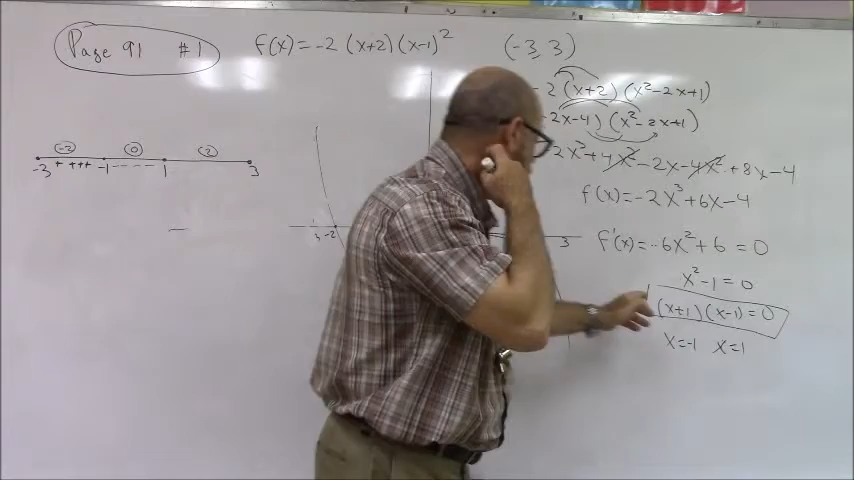 Page 91 #1
f(x) = -2 (x+2)(x-1)² (-3, 3)
-2 (x+2)(x²-2x+1)
-2x-4)(x²-2x+1)
-2x³+4x²-2x-4x²+8x-4
f(x) = -2x³+6x-4
f'(x) = -6x²+6 = 0
x²-1=0
(x+1)(x-1)=0
x=-1 x=1
-2 0 2
++++ ----
-3 -1 1 3
-2 3